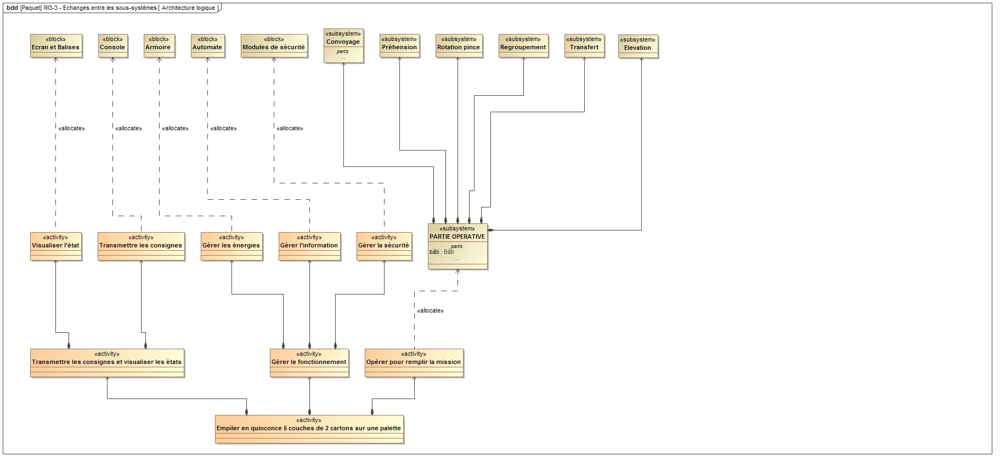 bdd [Paquet] RI3-3 - Echanges entre les sous-systèmes [ Architecture logique ]
«block»
Ecran et Balises
«block»
Console
«block»
Armoire
«block»
Automate
«block»
Modules de sécurité
«subsystem»
Convoyage
parts
...
«subsystem»
Préhension
«subsystem»
Rotation pince
«subsystem»
Regroupement
«subsystem»
Transfert
«subsystem»
Elevation
«allocate»
«allocate»
«allocate»
«allocate»
«allocate»
«activity»
Visualiser l'état
«activity»
Transmettre les consignes
«activity»
Gérer les énergies
«activity»
Gérer l'information
«activity»
Gérer la sécurité
«subsystem»
PARTIE OPERATIVE
parts
bâti : Bâti
...
«allocate»
«activity»
Transmettre les consignes et visualiser les états
«activity»
Gérer le fonctionnement
«activity»
Opérer pour remplir la mission
«activity»
Empiler en quinconce 5 couches de 2 cartons sur une palette